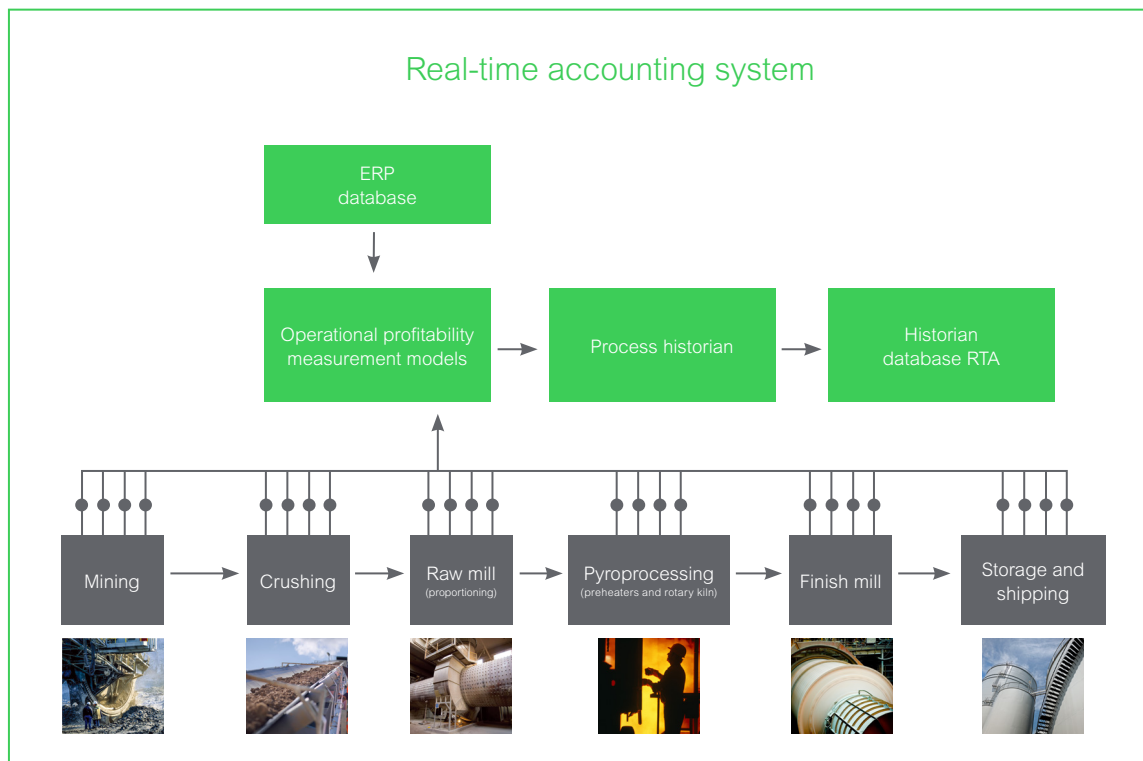 Real-time accounting system
ERP
database
Operational profitability
measurement models
Process historian
Historian
database RTA
Mining
Crushing
Raw mill
(proportioning)
Pyroprocessing
(preheaters and rotary kiln)
Finish mill
Storage and
shipping